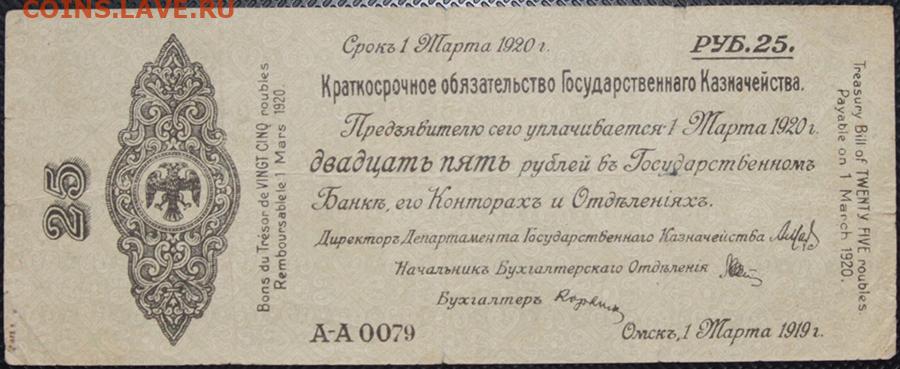 COINS.LAVE.RU
Срокъ 1 Марта 1920 г.
РУБ. 25.
Краткосрочное обязательство Государственнаго Казначейства.
Предъявителю сего уплачивается 1 Марта 1920 г.
двадцать пять рублей въ Государственномъ
Банкѣ, его Конторахъ и Отдѣленіяхъ.
Директоръ Департамента Государственнаго Казначейства
Начальникъ Бухгалтерскаго Отдѣленія
Бухгалтеръ
А-А 0079
Омскъ, 1 Марта 1919 г.
25
Bons du Trésor de VINGT CINQ roubles
Remboursable le 1 Mars 1920.
Treasury Bill of TWENTY FIVE roubles.
Payable on 1 March 1920.